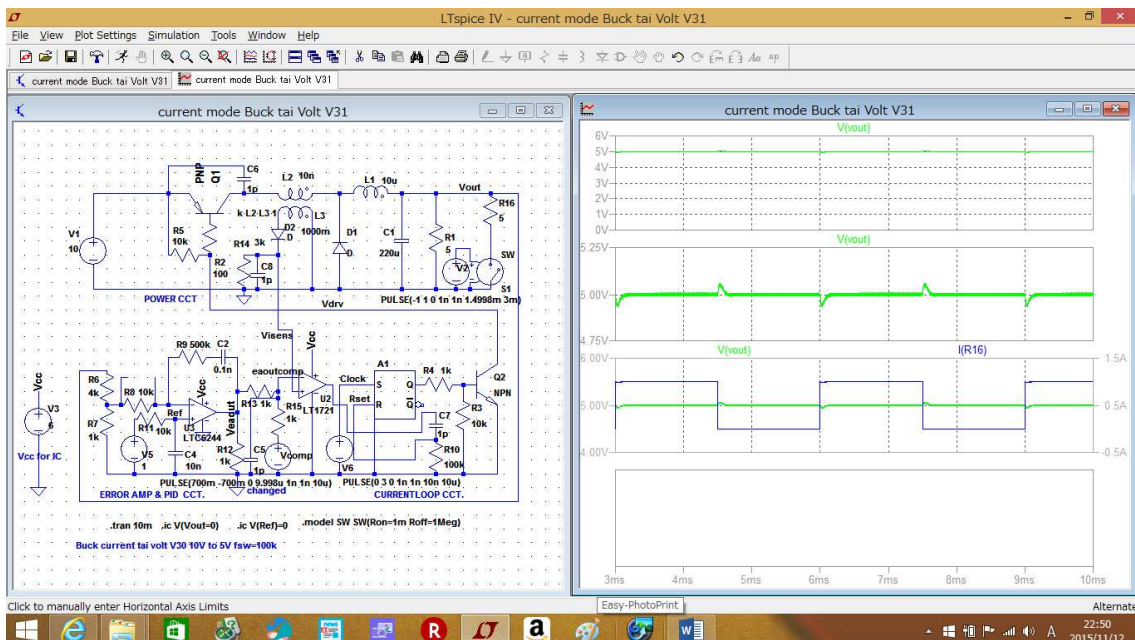 LTspice IV - current mode Buck tai Volt V31
File View Plot Settings Simulation Tools Window Help
current mode Buck tai Volt V31
current mode Buck tai Volt V31
current mode Buck tai Volt V31
PNP
Q1
C6
1p
L2 10n
L1 10u
Vout
R16
5
k L2 L3 1
L3
1000m
V1
10
R5
10k
R2
100
R14 3k
D2
D
C8
1p
D1
D
C1
220u
R1
5
V2
SW
S1
POWER CCT
Vdrv
PULSE(-1 1 0 1n 1n 1.4998m 3m)
Visens
Vcc
R9 500k
C2
0.1n
eaoutcomp
A1
Clock
S
Q
R4 1k
Rset
R
Q
Q2
NPN
Vcc
V3
6
Vcc for IC
R6
4k
R8 10k
Ref
Vcc
R7
1k
R11 10k
U3
LTC6244
Veaout
R13 1k
R15
1k
U2
LT1721
C7
1p
R3
10k
V5
1
C4
10n
R12
1k
C5
1p
Vcomp
V6
R10
100k
PULSE(700m -700m 0 9.998u 1n 1n 10u)
PULSE(0 3 0 1n 1n 10n 10u)
ERROR AMP & PID CCT.
changed
CURRENTLOOP CCT.
.tran 10m .ic V(Vout=0) .ic V(Ref)=0 .model SW SW(Ron=1m Roff=1Meg)
Buck current tai volt V30 10V to 5V fsw=100k
current mode Buck tai Volt V31
V(vout)
6V
5V
4V
3V
2V
1V
0V
V(vout)
5.25V
5.00V
4.75V
V(vout) I(R16)
6.00V 1.5A
5.00V 0.5A
4.00V -0.5A
3ms 4ms 5ms 6ms 7ms 8ms 9ms 10ms
Click to manually enter Horizontal Axis Limits
Easy-PhotoPrint
Alternate
A
22:50
2015/11/12